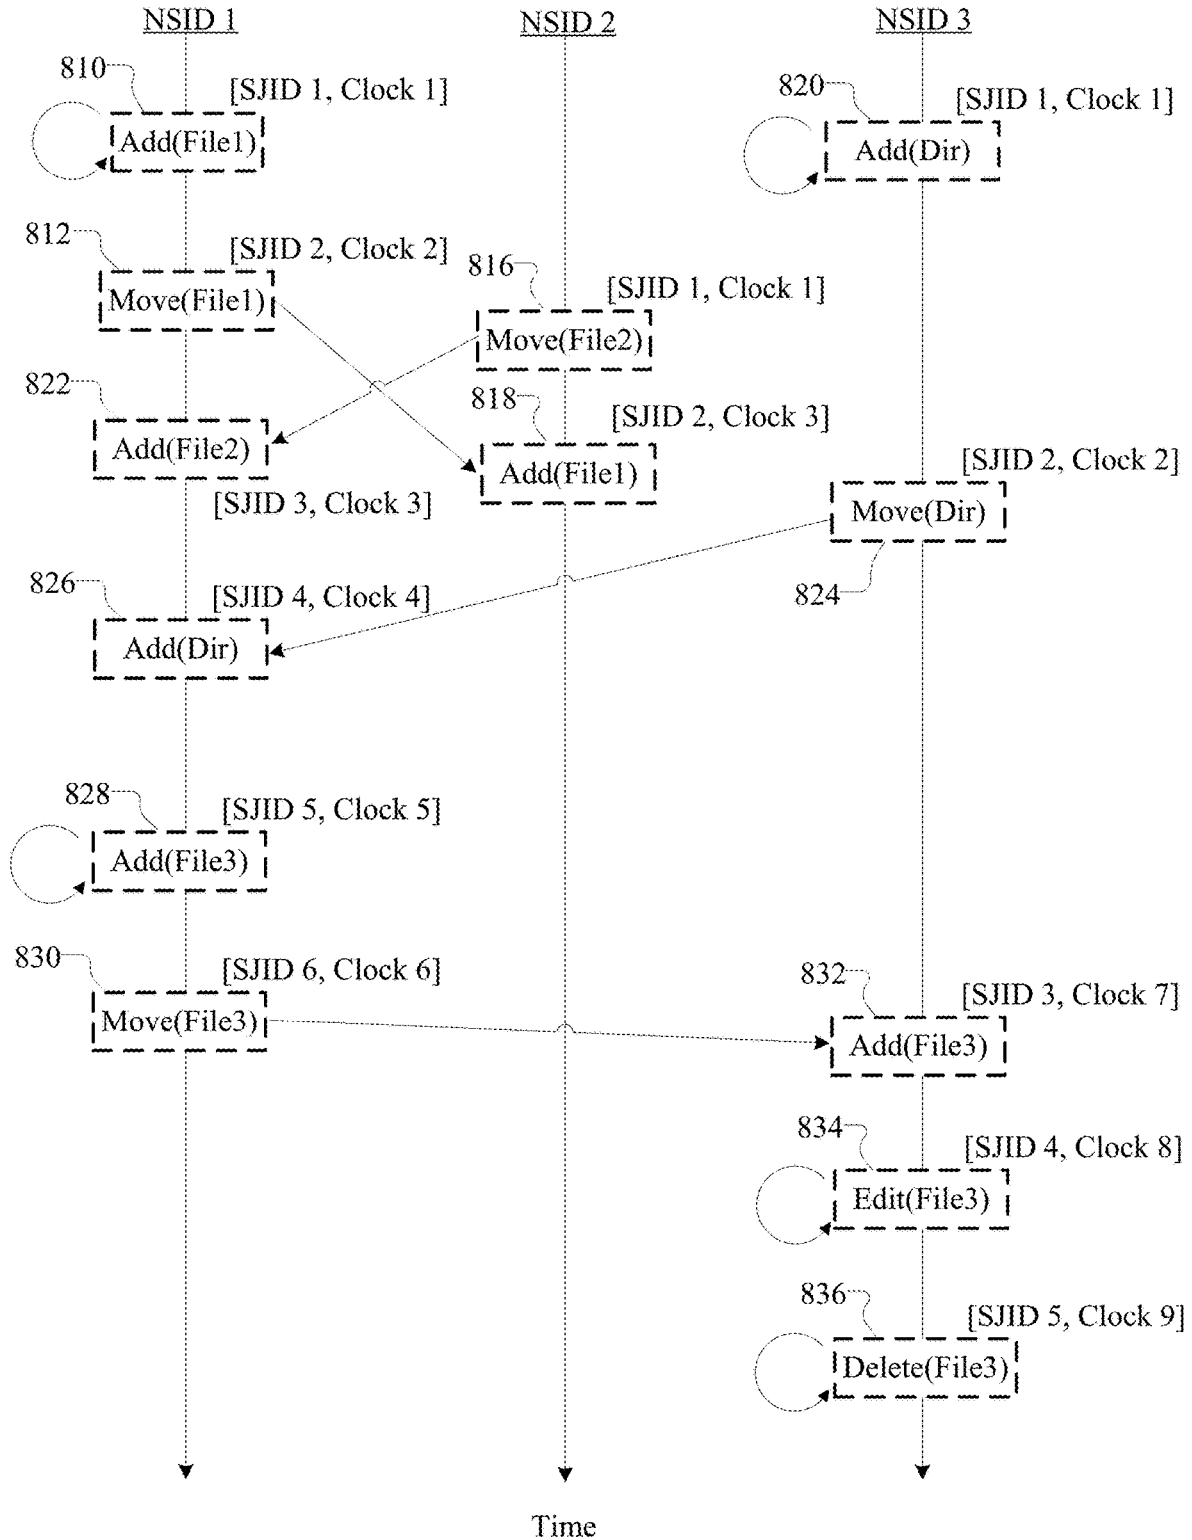 NSID 1
NSID 2
NSID 3
810
[SJID 1, Clock 1]
Add(File1)
820
[SJID 1, Clock 1]
Add(Dir)
812
[SJID 2, Clock 2]
Move(File1)
816
[SJID 1, Clock 1]
Move(File2)
822
Add(File2)
[SJID 3, Clock 3]
818
[SJID 2, Clock 3]
Add(File1)
[SJID 2, Clock 2]
Move(Dir)
824
826
[SJID 4, Clock 4]
Add(Dir)
828
[SJID 5, Clock 5]
Add(File3)
830
[SJID 6, Clock 6]
Move(File3)
832
[SJID 3, Clock 7]
Add(File3)
834
[SJID 4, Clock 8]
Edit(File3)
836
[SJID 5, Clock 9]
Delete(File3)
Time